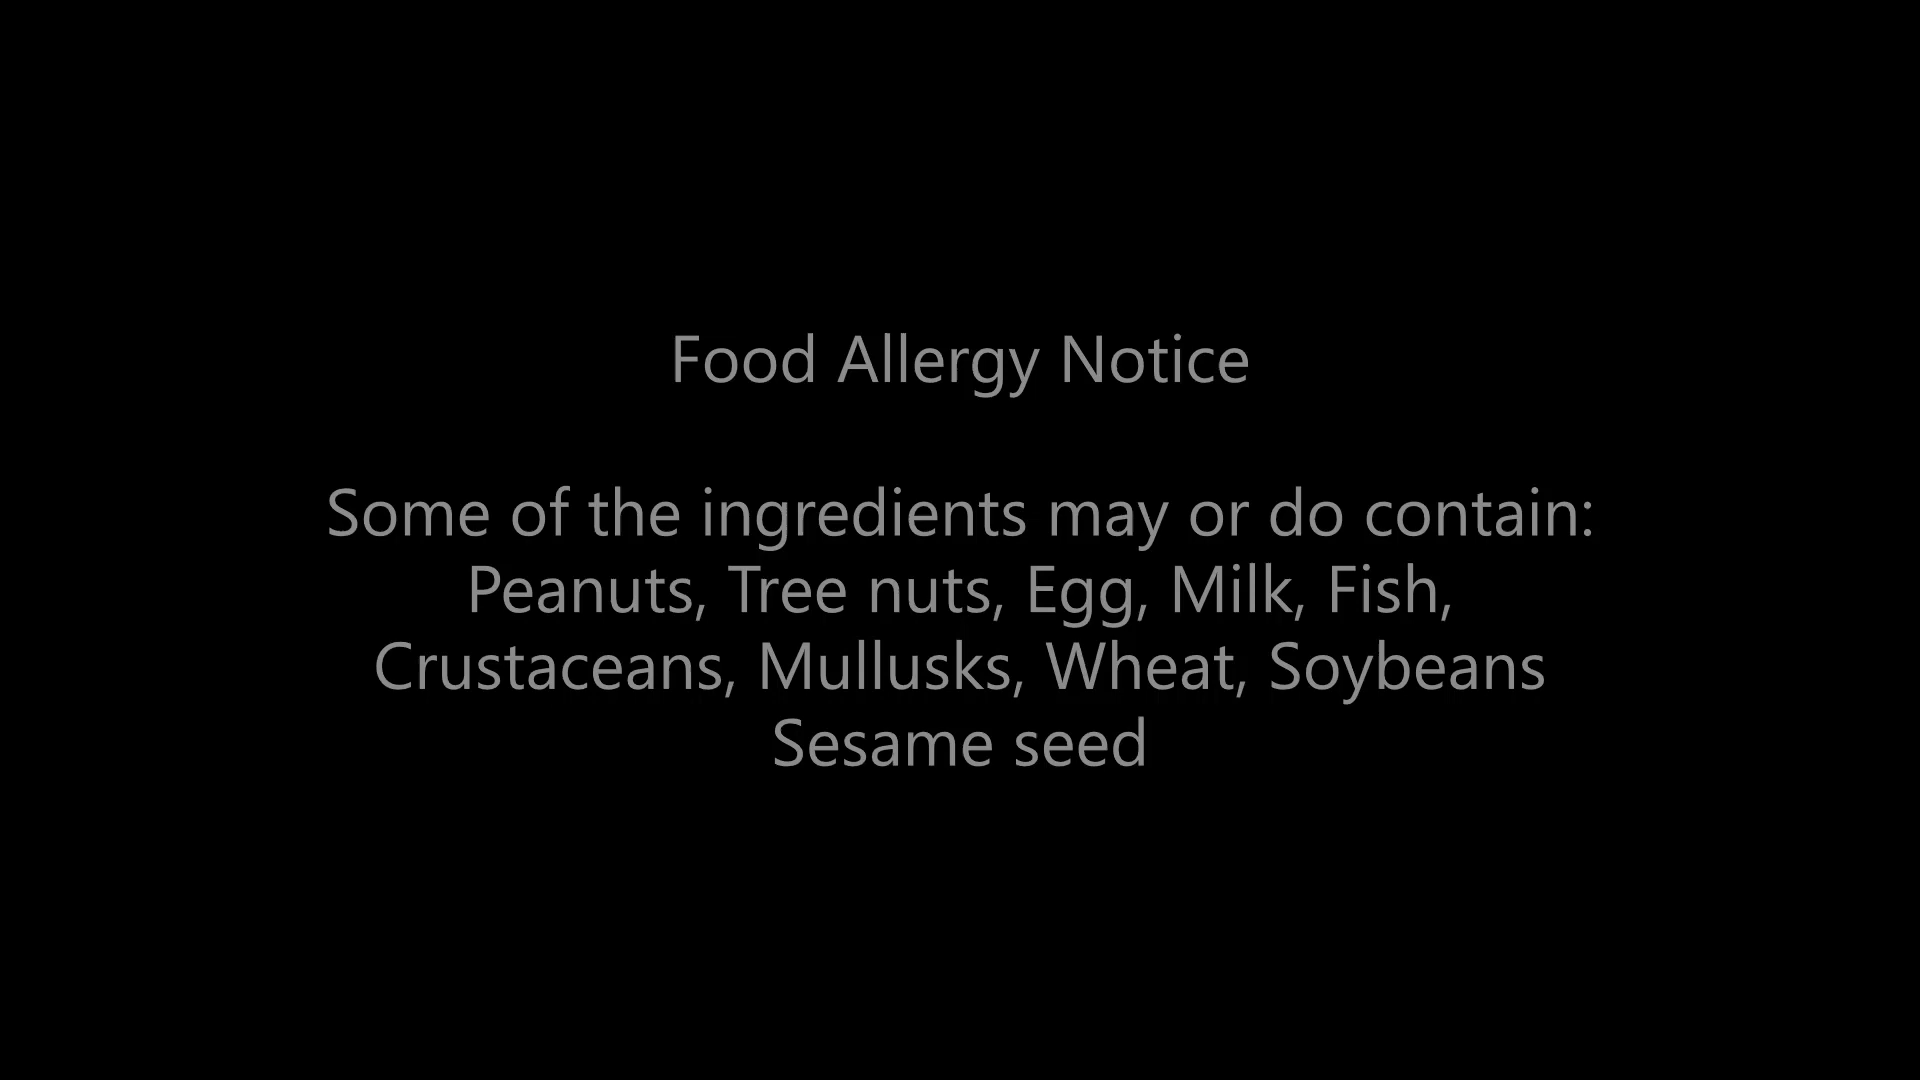 Food Allergy Notice
Some of the ingredients may or do contain:
Peanuts, Tree nuts, Egg, Milk, Fish,
Crustaceans, Mullusks, Wheat, Soybeans
Sesame seed